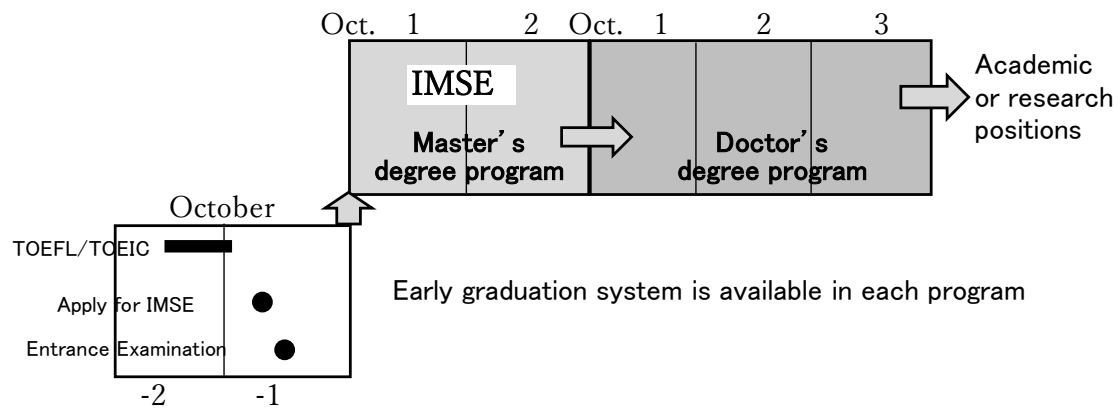 Oct. 1 2 Oct. 1 2 3
IMSE
Master's
degree program
Doctor's
degree program
Academic
or research
positions
October
TOEFL/TOEIC
Apply for IMSE
Entrance Examination
-2 -1
Early graduation system is available in each program